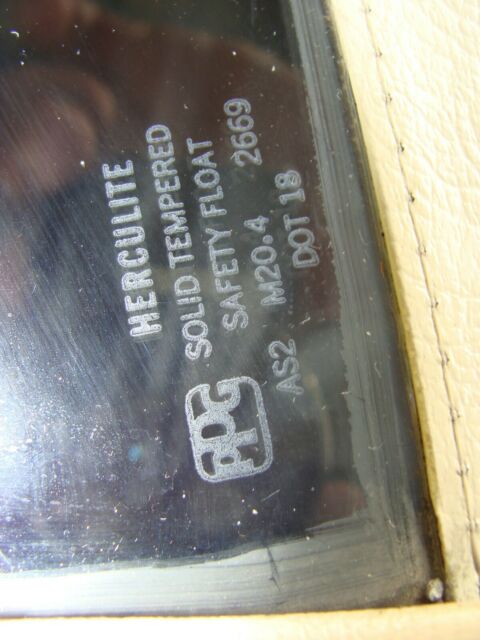 HERCULITE
SOLID TEMPERED
SAFETY FLOAT
AS2 M20.4 2669
DOT 18
PPG